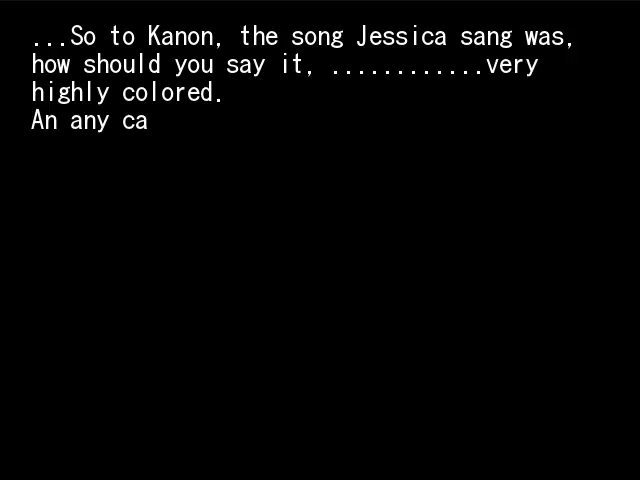 ...So to Kanon, the song Jessica sang was,
how should you say it, ............very
highly colored.
An any ca